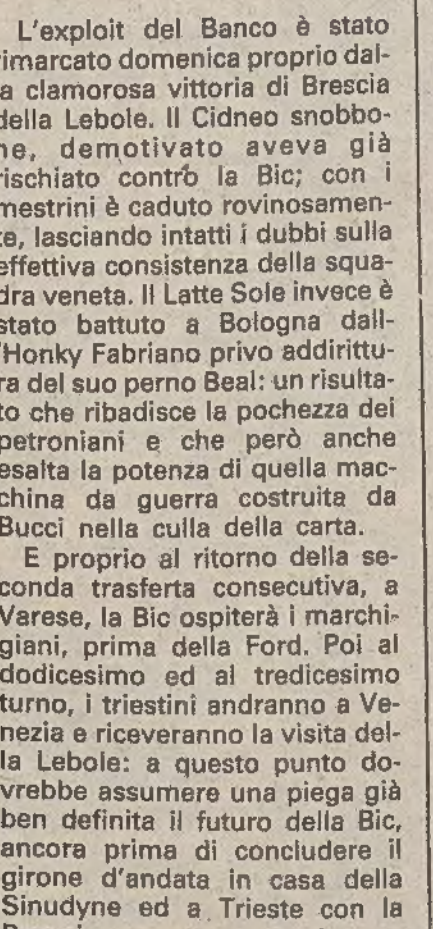 L'exploit del Banco è stato
rimarcato domenica proprio dal-
la clamorosa vittoria di Brescia
della Lebole. Il Cidneo snobbo-
ne, demotivato aveva già
rischiato contro la Bic; con i
mestrini è caduto rovinosamen-
te, lasciando intatti i dubbi sulla
effettiva consistenza della squa-
dra veneta. Il Latte Sole invece è
stato battuto a Bologna dall-
'Honky Fabriano privo addirittu-
ra del suo perno Beal: un risulta-
to che ribadisce la pochezza dei
petroniani e che però anche
esalta la potenza di quella mac-
china da guerra costruita da
Bucci nella culla della carta.
E proprio al ritorno della se-
conda trasferta consecutiva, a
Varese, la Bic ospiterà i marchi-
giani, prima della Ford. Poi al
dodicesimo ed al tredicesimo
turno, i triestini andranno a Ve-
nezia e riceveranno la visita del-
la Lebole: a questo punto do-
vrebbe assumere una piega già
ben definita il futuro della Bic,
ancora prima di concludere il
girone d'andata in casa della
Sinudyne ed a Trieste con la